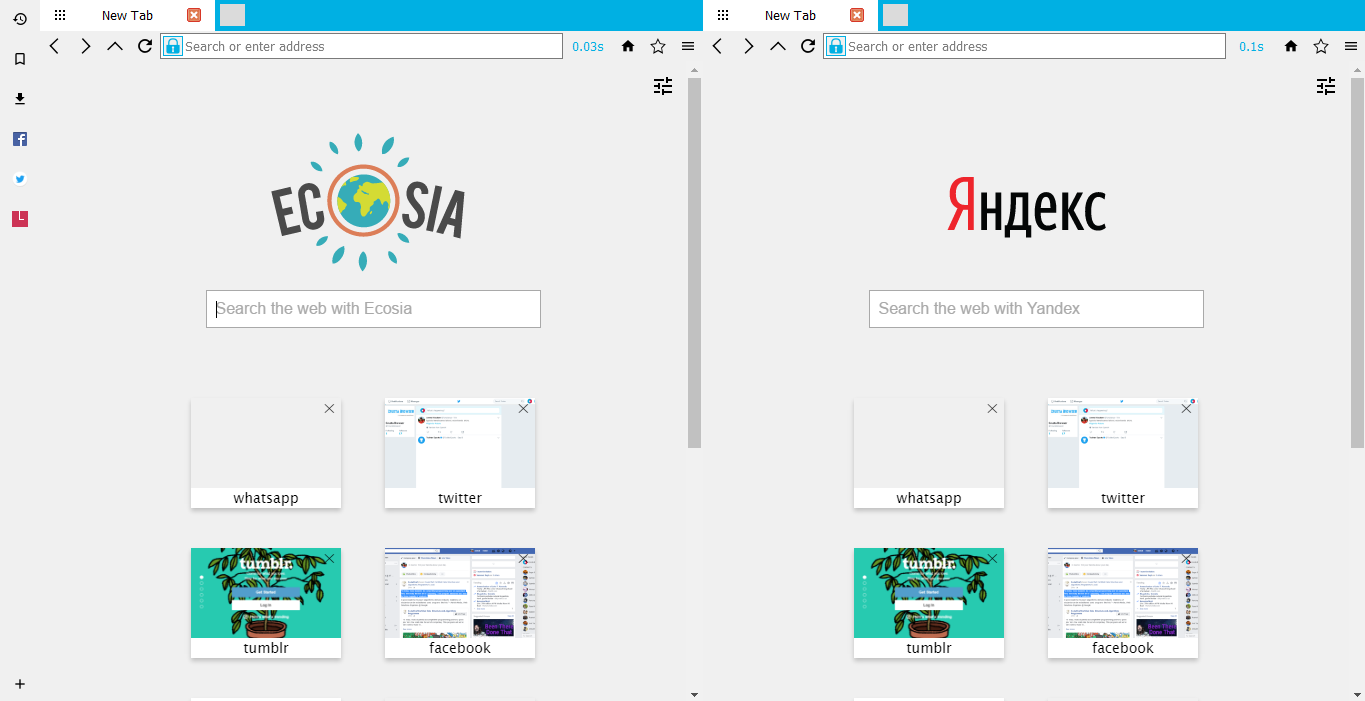 New Tab
Search or enter address
0.03s
ECOSIA
Search the web with Ecosia
whatsapp
twitter
tumblr.
Get Started
Log in
tumblr
facebook
New Tab
Search or enter address
0.1s
Яндекс
Search the web with Yandex
whatsapp
twitter
tumblr.
Get Started
Log in
tumblr
facebook